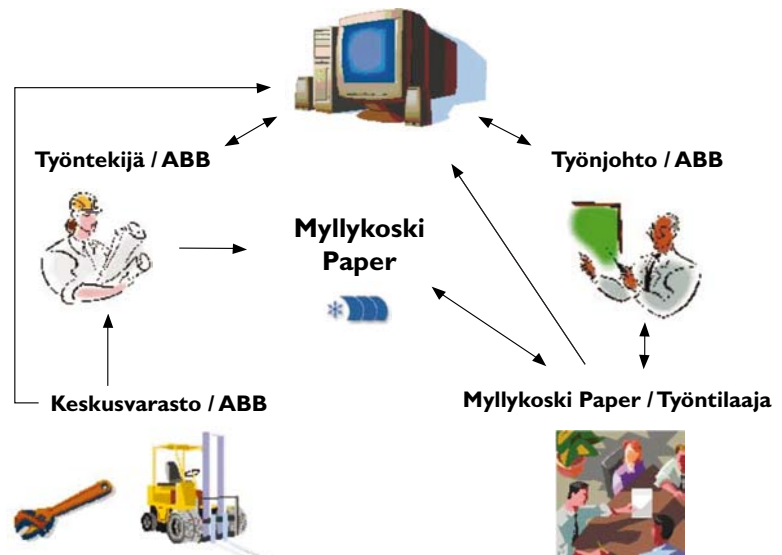 Työntekijä / ABB
Työnjohto / ABB
Myllykoski
Paper
Keskusvarasto / ABB
Myllykoski Paper / Työntilaaja